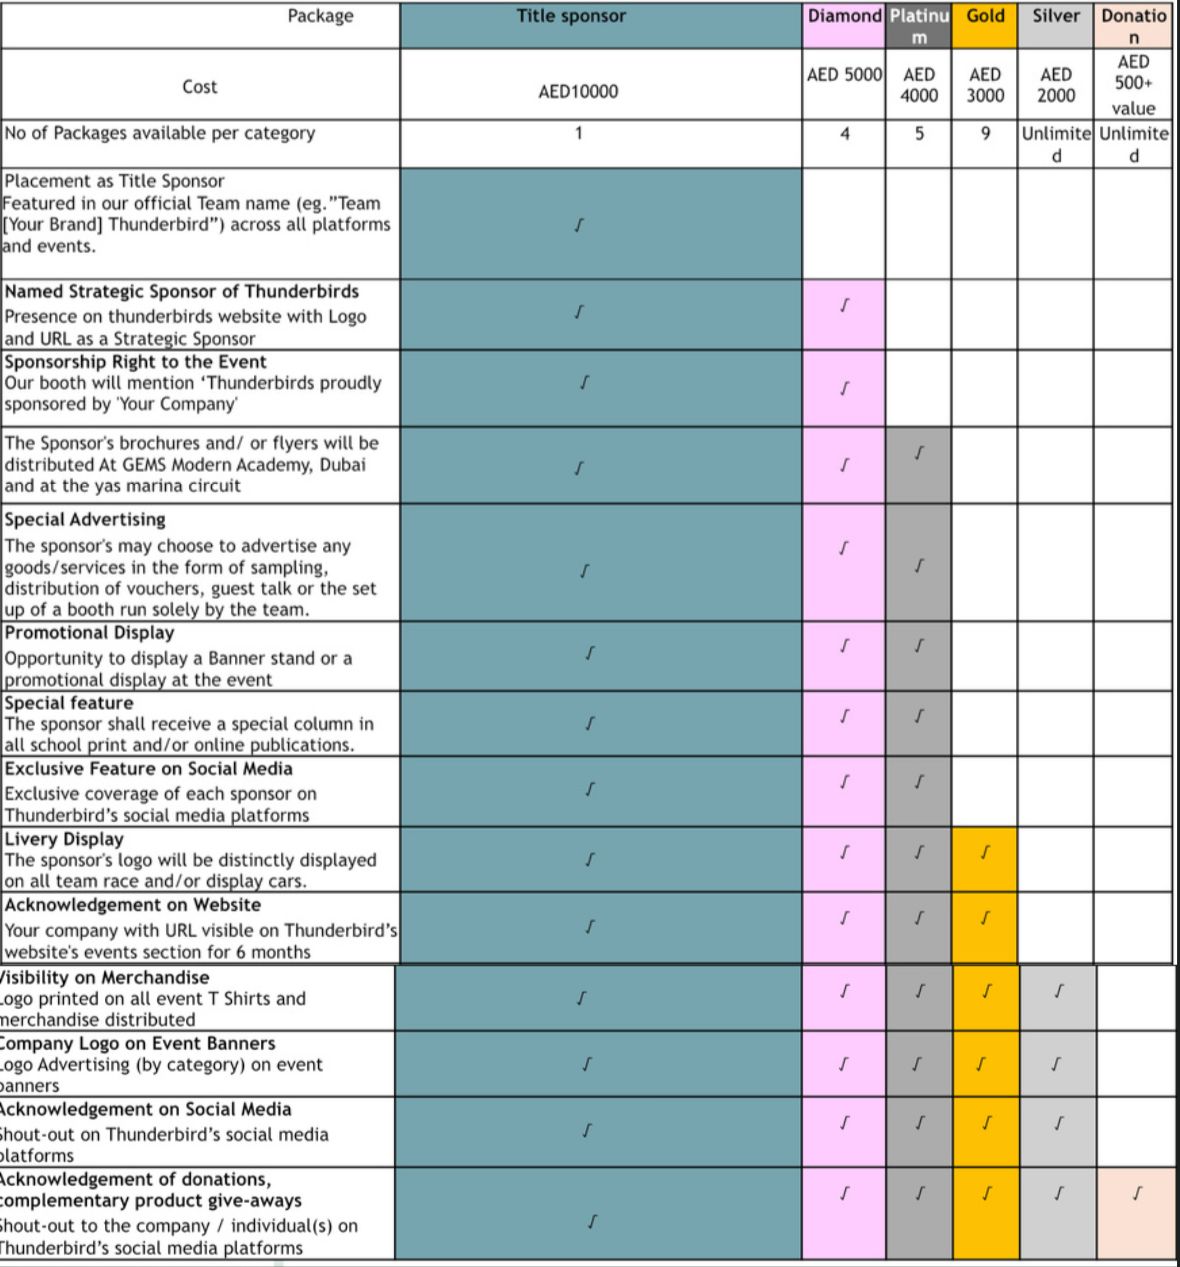 Package Title sponsor Diamond Platinu Gold Silver Donatio
m n
Cost AED10000 AED 5000 AED AED AED AED
4000 3000 2000 500+
value
No of Packages available per category 1 4 5 9 Unlimite Unlimite
d d
Placement as Title Sponsor
Featured in our official Team name (eg."Team
[Your Brand] Thunderbird") across all platforms ∫
and events.
Named Strategic Sponsor of Thunderbirds
Presence on thunderbirds website with Logo ∫ ∫
and URL as a Strategic Sponsor
Sponsorship Right to the Event
Our booth will mention ‘Thunderbirds proudly ∫ ∫
sponsored by 'Your Company'
The Sponsor's brochures and/ or flyers will be
distributed At GEMS Modern Academy, Dubai ∫ ∫ ∫
and at the yas marina circuit
Special Advertising
The sponsor's may choose to advertise any
goods/services in the form of sampling, ∫ ∫ ∫
distribution of vouchers, guest talk or the set
up of a booth run solely by the team.
Promotional Display
Opportunity to display a Banner stand or a ∫ ∫ ∫
promotional display at the event
Special feature
The sponsor shall receive a special column in ∫ ∫ ∫
all school print and/or online publications.
Exclusive Feature on Social Media
Exclusive coverage of each sponsor on ∫ ∫ ∫
Thunderbird’s social media platforms
Livery Display
The sponsor's logo will be distinctly displayed ∫ ∫ ∫ ∫
on all team race and/or display cars.
Acknowledgement on Website
Your company with URL visible on Thunderbird’s ∫ ∫ ∫ ∫
website's events section for 6 months
Visibility on Merchandise
Logo printed on all event T Shirts and ∫ ∫ ∫ ∫ ∫
merchandise distributed
Company Logo on Event Banners
Logo Advertising (by category) on event ∫ ∫ ∫ ∫ ∫
banners
Acknowledgement on Social Media
Shout-out on Thunderbird’s social media ∫ ∫ ∫ ∫ ∫
platforms
Acknowledgement of donations,
complementary product give-aways ∫ ∫ ∫ ∫ ∫ ∫
Shout-out to the company / individual(s) on
Thunderbird’s social media platforms